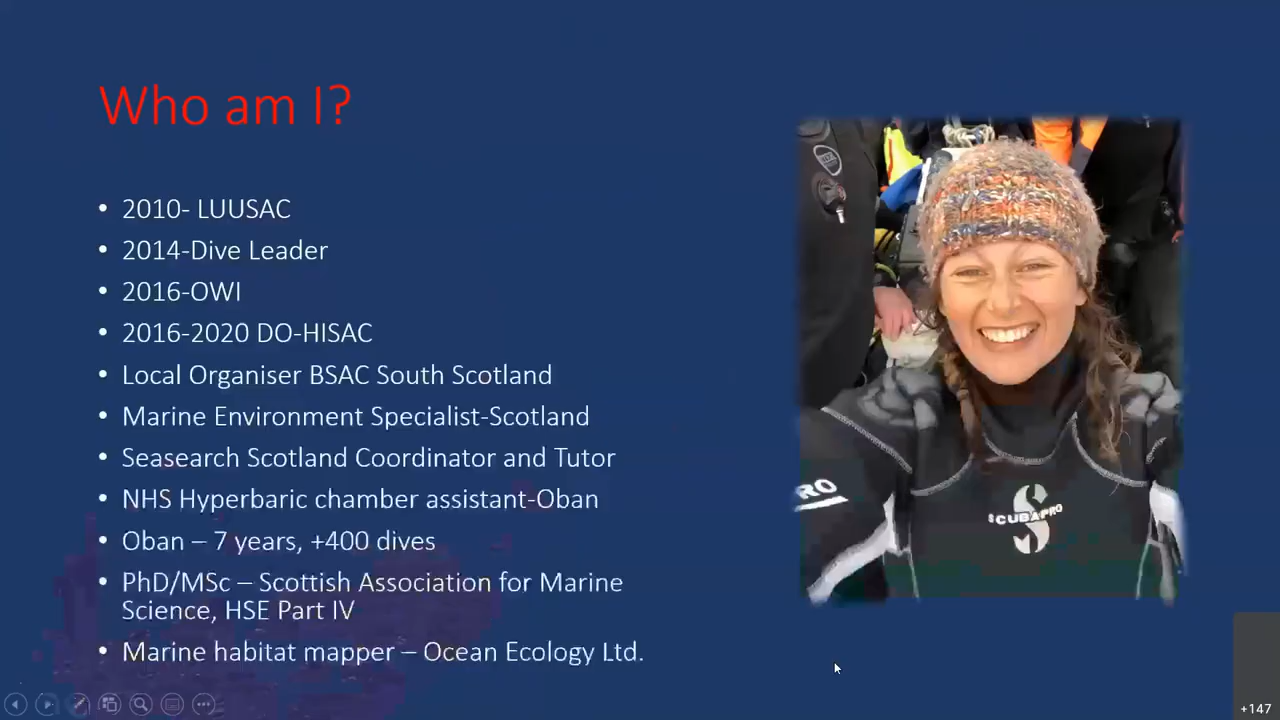 Who am I?
• 2010- LUUSAC
• 2014-Dive Leader
• 2016-OWI
• 2016-2020 DO-HISAC
• Local Organiser BSAC South Scotland
• Marine Environment Specialist-Scotland
• Seasearch Scotland Coordinator and Tutor
• NHS Hyperbaric chamber assistant-Oban
• Oban – 7 years, +400 dives
• PhD/MSc – Scottish Association for Marine
Science, HSE Part IV
• Marine habitat mapper – Ocean Ecology Ltd.
RO
SCUBAPRO
+147